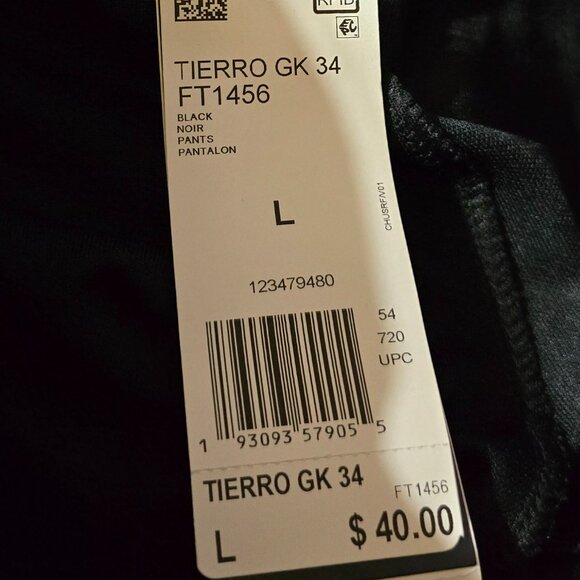 TIERRO GK 34
FT1456
BLACK
NOIR
PANTS
PANTALON
CHUSRF/V01
L
123479480
54
720
UPC
1 93093 57905 5
TIERRO GK 34 FT1456
L $ 40.00